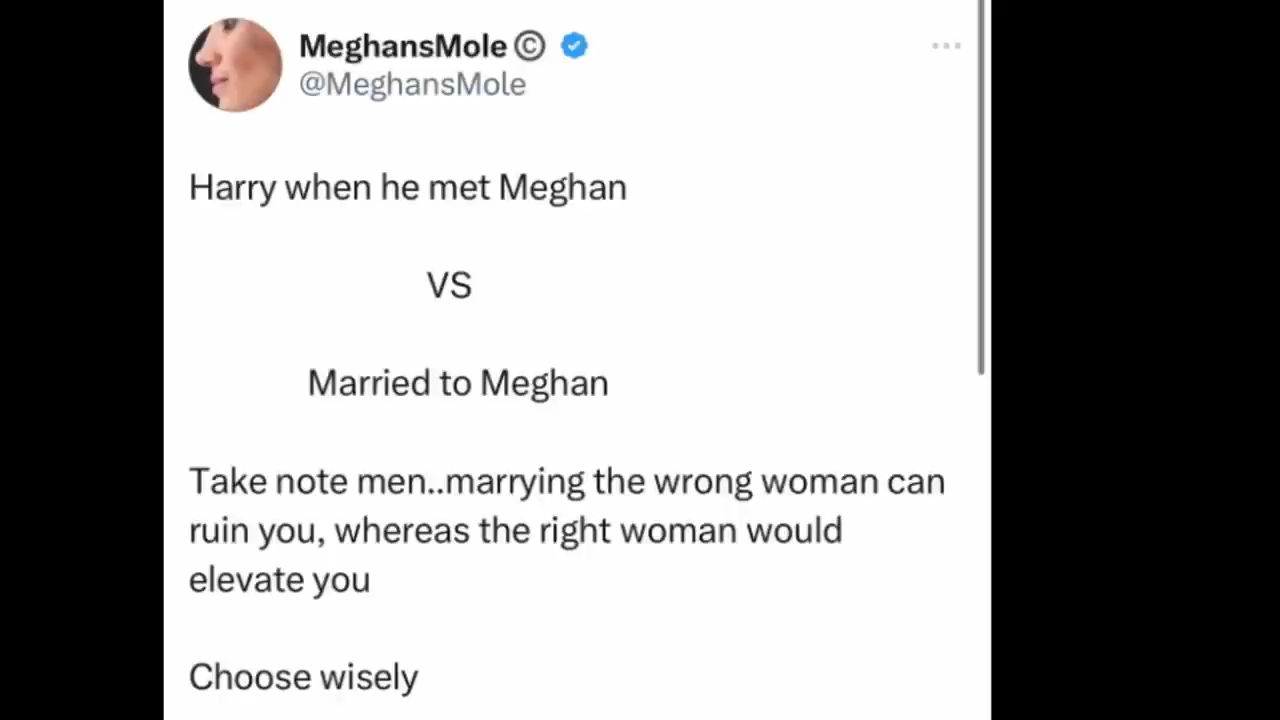 MeghansMole©
@MeghansMole
Harry when he met Meghan
VS
Married to Meghan
Take note men..marrying the wrong woman can
ruin you, whereas the right woman would
elevate you
Choose wisely